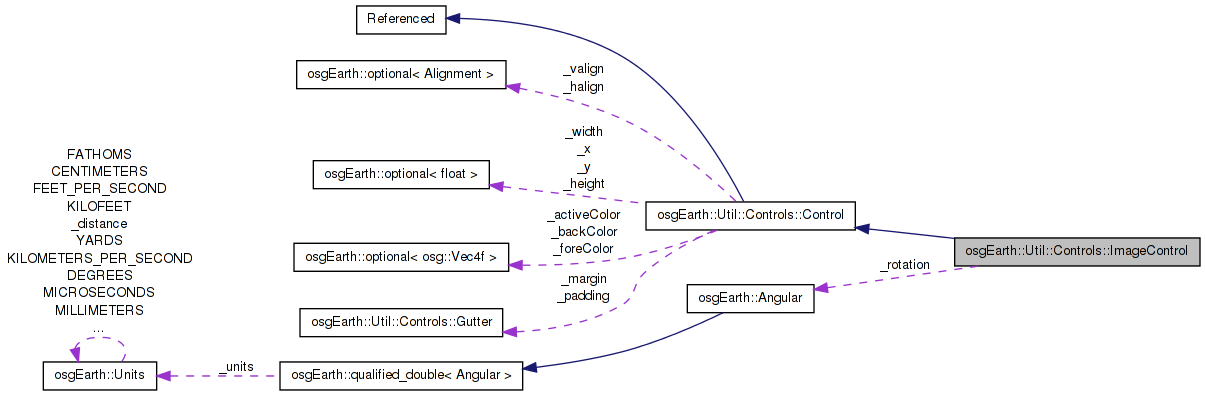 Referenced
osgEarth::optional< Alignment >
_valign
_halign
_width
_x
_y
_height
osgEarth::optional< float >
osgEarth::Util::Controls::Control
_activeColor
_backColor
_foreColor
osgEarth::optional< osg::Vec4f >
osgEarth::Util::Controls::ImageControl
_rotation
_margin
_padding
osgEarth::Angular
osgEarth::Util::Controls::Gutter
FATHOMS
CENTIMETERS
FEET_PER_SECOND
KILOFEET
_distance
YARDS
KILOMETERS_PER_SECOND
DEGREES
MICROSECONDS
MILLIMETERS
...
osgEarth::Units
_units
osgEarth::qualified_double< Angular >